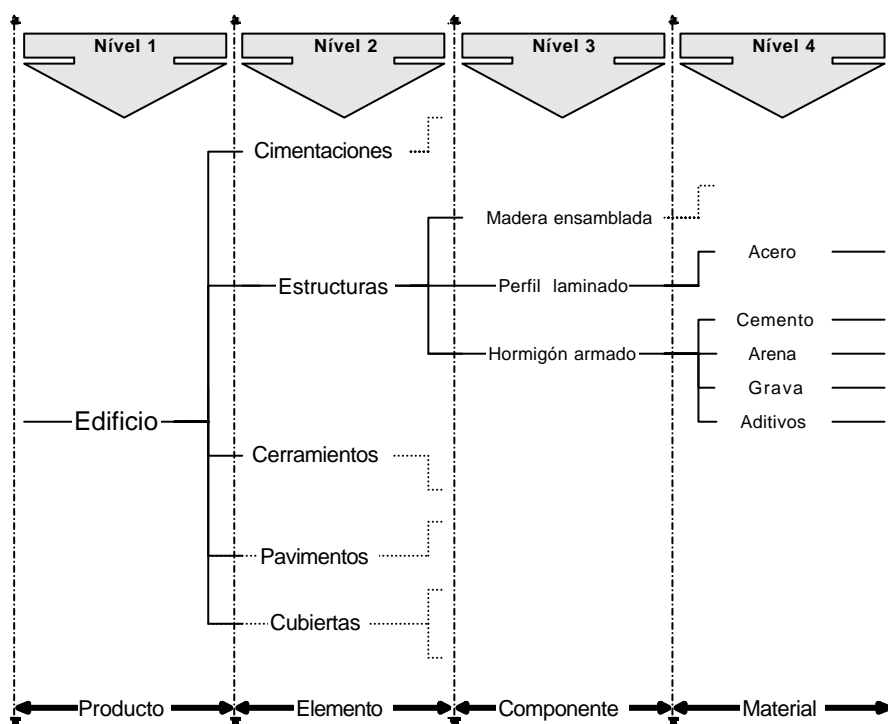 Nível 1
Nível 2
Nível 3
Nível 4
Cimentaciones
Madera ensamblada
Acero
Estructuras
Perfil laminado
Cemento
Hormigón armado
Arena
Grava
Edificio
Aditivos
Cerramientos
Pavimentos
Cubiertas
Producto
Elemento
Componente
Material